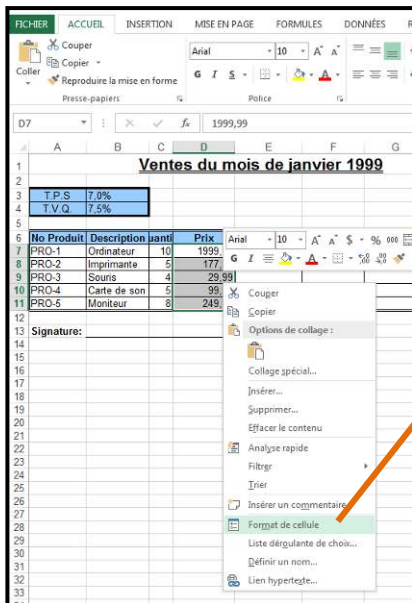 FICHIER ACCUEIL INSERTION MISE EN PAGE FORMULES DONNÉES
Couper
Copier
Coller
Reproduire la mise en forme
Presse-papiers
Arial 10
G I S
Police
D7 1999,99
A B C D E F G
1 Ventes du mois de janvier 1999
2
3 T.P.S 7,0%
4 T.V.Q. 7,5%
5
6 No Produit Description uanti Prix
7 PRO-1 Ordinateur 10 1999,
8 PRO-2 Imprimante 5 177,
9 PRO-3 Souris 4 29,99
10 PRO-4 Carte de son 5 99,
11 PRO-5 Moniteur 8 249,
12
13 Signature:
14
15
16
17
18
19
20
21
22
23
24
25
26
27
28
29
30
31
32
33
Arial 10 A A $ % 000
G I A
Couper
Copier
Options de collage :
Collage spécial...
Insérer...
Supprimer...
Effacer le contenu
Analyse rapide
Filtrer
Trier
Insérer un commentaire
Format de cellule
Liste déroulante de choix...
Définir un nom...
Lien hypertexte...